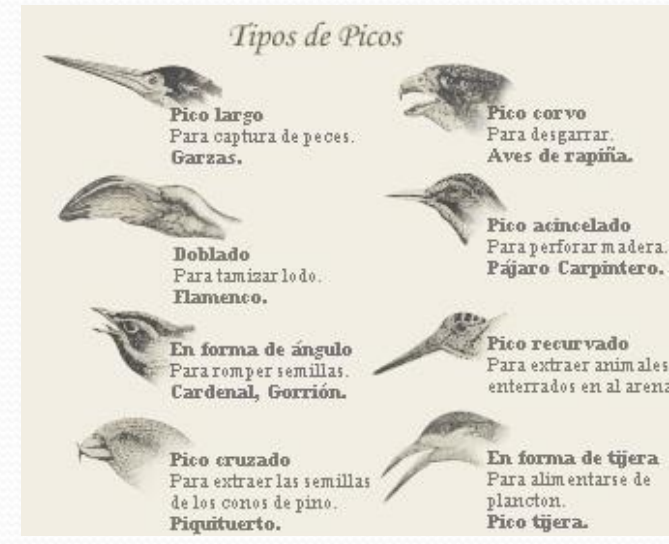 Tipos de Picos
Pico largo
Para captura de peces.
Garzas.
Pico corvo
Para desgarrar.
Aves de rapiña.
Doblado
Para tamizar lodo.
Flamenco.
Pico acincelado
Para perforar madera.
Pájaro Carpintero.
En forma de ángulo
Para romper semillas.
Cardenal, Gorrión.
Pico recurvado
Para extraer animales
enterrados en al arena
Pico cruzado
Para extraer las semillas
de los conos de pino.
Piquituerto.
En forma de tijera
Para alimentarse de
plancton.
Pico tijera.